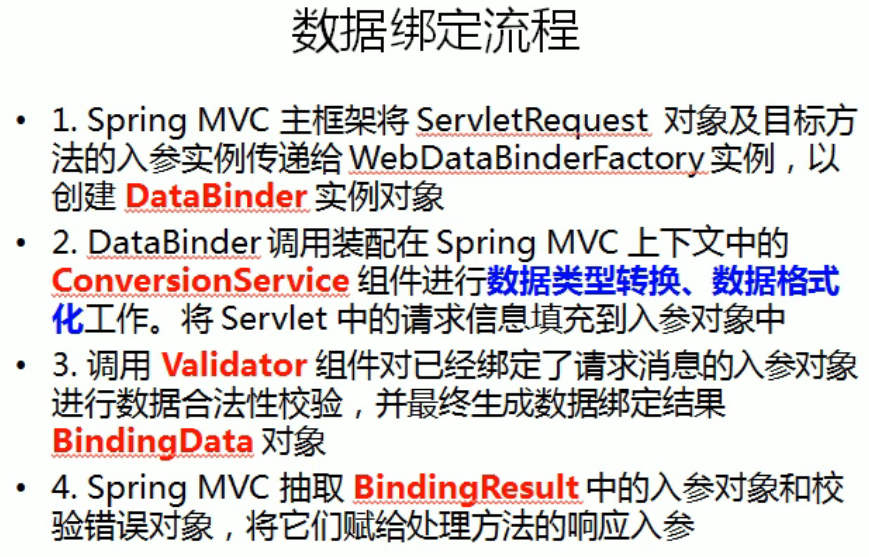 数据绑定流程
• 1. Spring MVC 主框架将 ServletRequest 对象及目标方
法的入参实例传递给 WebDataBinderFactory 实例，以
创建 DataBinder 实例对象
• 2. DataBinder 调用装配在 Spring MVC 上下文中的
ConversionService 组件进行数据类型转换、数据格式
化工作。将 Servlet 中的请求信息填充到入参对象中
• 3. 调用 Validator 组件对已经绑定了请求消息的入参对象
进行数据合法性校验，并最终生成数据绑定结果
BindingData 对象
• 4. Spring MVC 抽取 BindingResult 中的入参对象和校
验错误对象，将它们赋给处理方法的响应入参